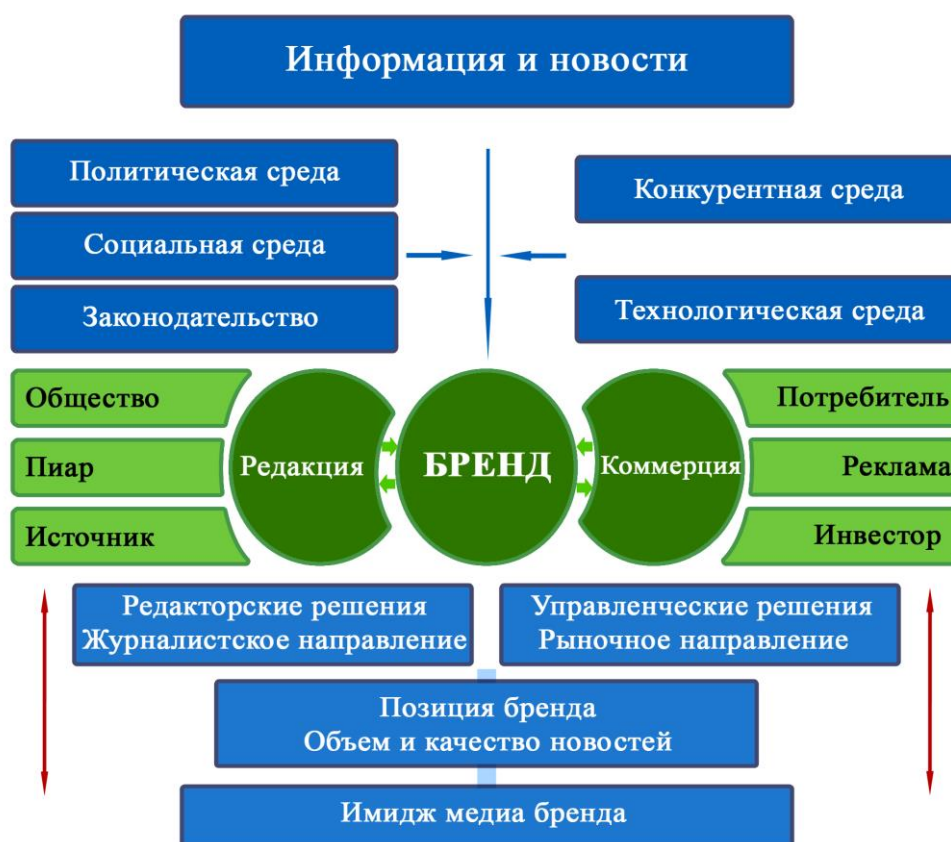 Информация и новости
Политическая среда
Социальная среда
Законодательство
Конкурентная среда
Технологическая среда
Общество
Пиар
Источник
Редакция
БРЕНД
Коммерция
Потребитель
Реклама
Инвестор
Редакторские решения
Журналистское направление
Управленческие решения
Рыночное направление
Позиция бренда
Объем и качество новостей
Имидж медиа бренда